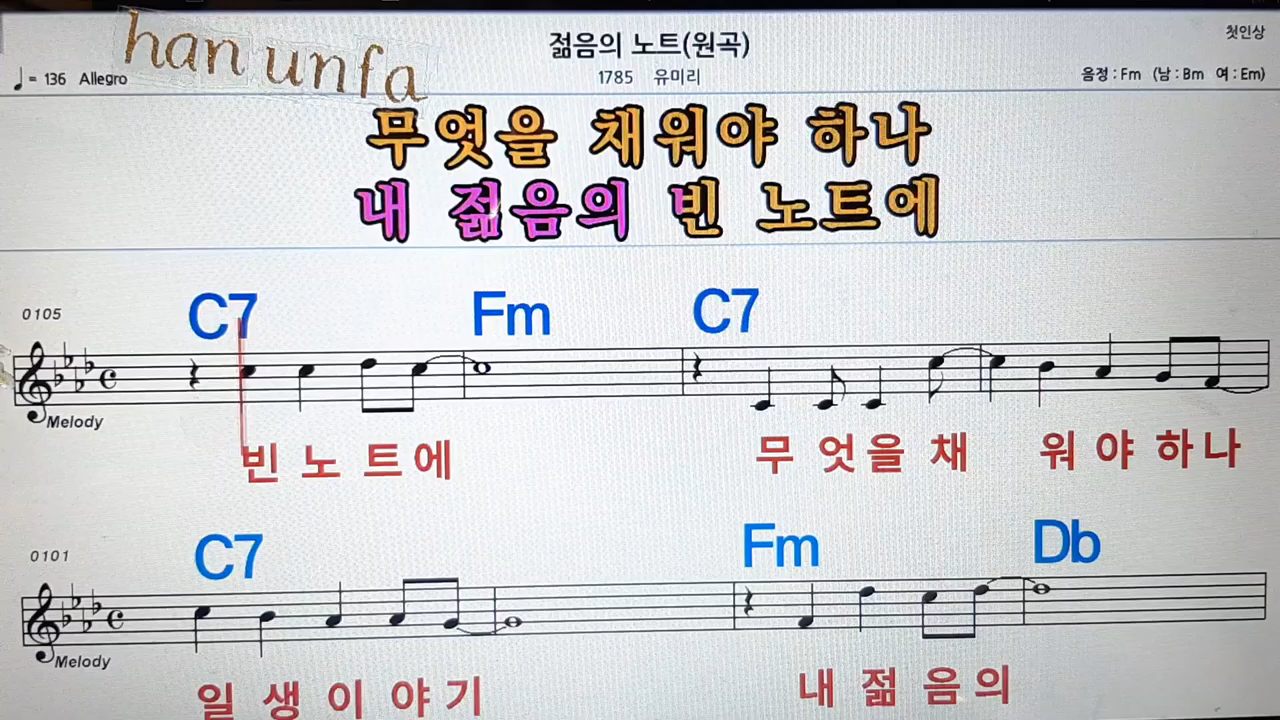 han unfa
젊음의 노트(원곡)
첫인상
♩= 136 Allegro
1785 유미리
음정 : Fm (남 : Bm 여 : Em)
무엇을 채워야 하나
내 젊음의 빈 노트에
0105
C7 Fm C7
Melody
빈 노 트 에 무 엇 을 채 워 야 하 나
0101
C7 Fm Db
Melody
일 생 이 야 기 내 젊 음 의